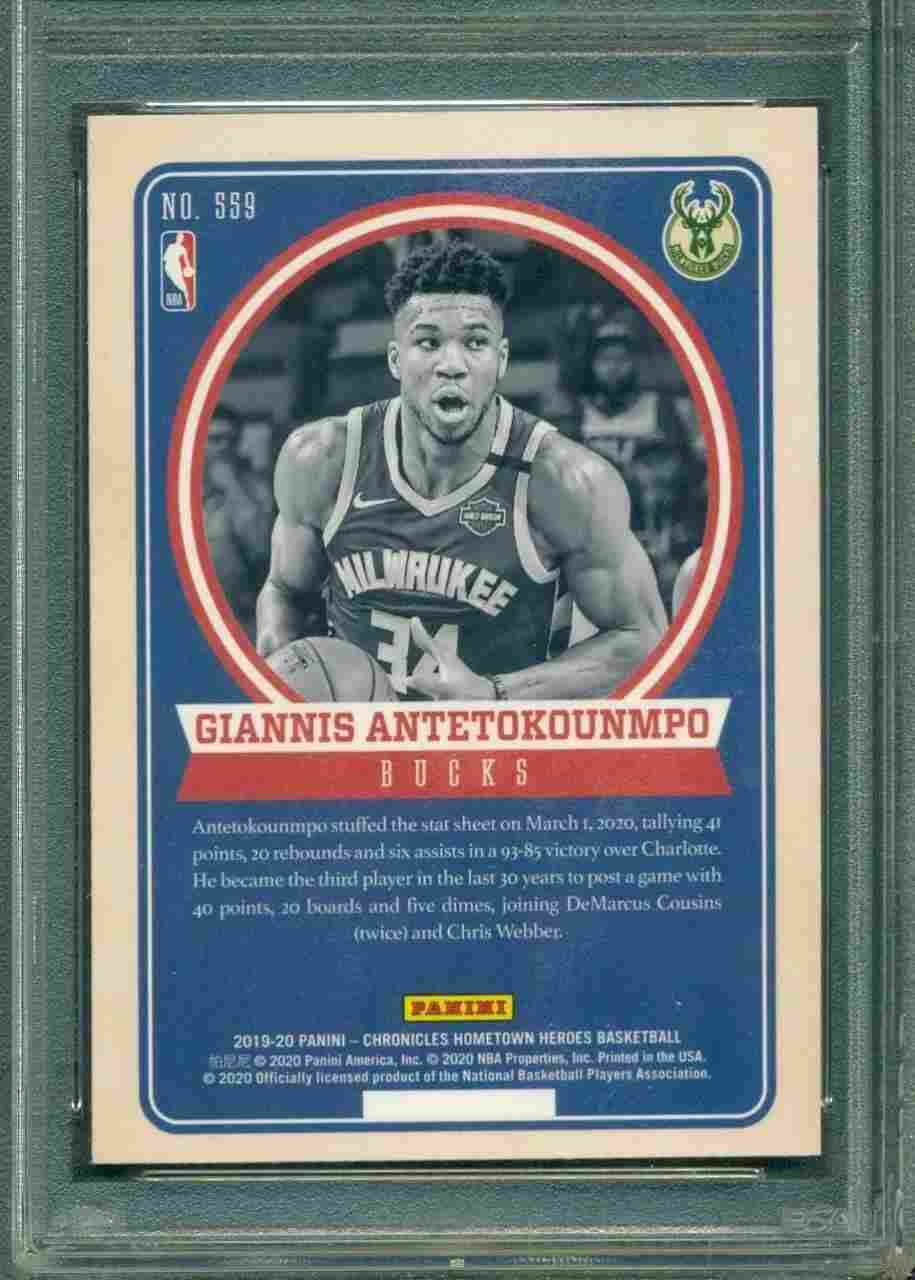 NO. 559
NBA
MILWAUKEE BUCKS
HARLEY-DAVIDSON
MILWAUKEE
34
GIANNIS ANTETOKOUNMPO
BUCKS
Antetokounmpo stuffed the stat sheet on March 1, 2020, tallying 41
points, 20 rebounds and six assists in a 93-85 victory over Charlotte.
He became the third player in the last 30 years to post a game with
40 points, 20 boards and five dimes, joining DeMarcus Cousins
(twice) and Chris Webber.
PANINI
2019-20 PANINI – CHRONICLES HOMETOWN HEROES BASKETBALL
帕尼尼 © 2020 Panini America, Inc. © 2020 NBA Properties, Inc. Printed in the USA.
© 2020 Officially licensed product of the National Basketball Players Association.